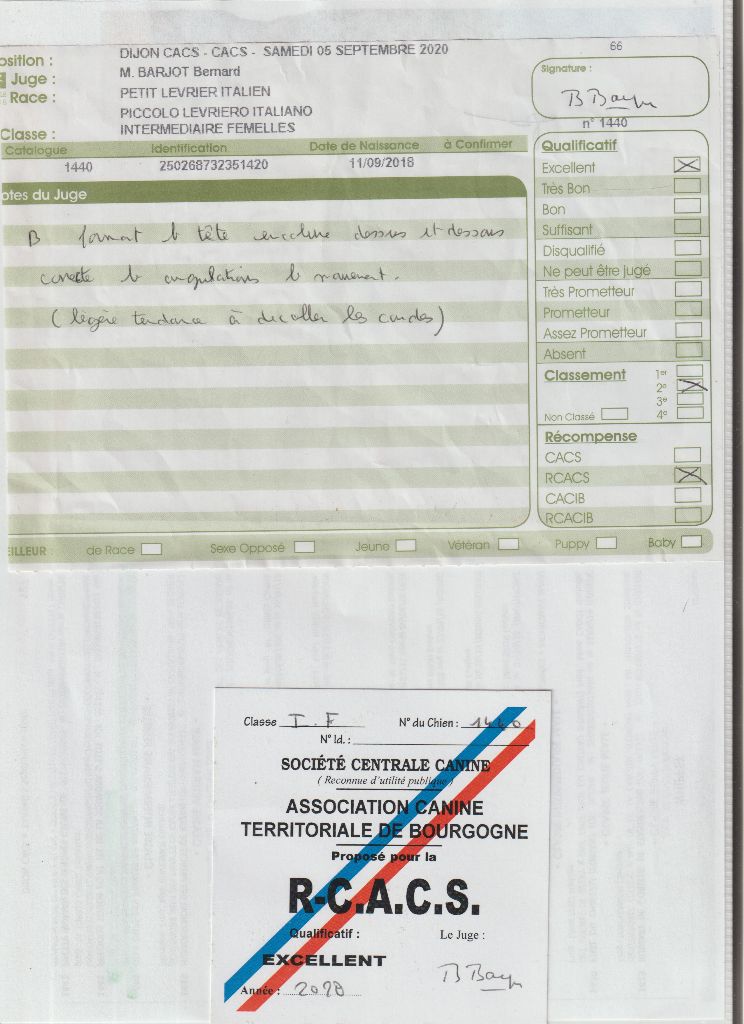 osition : DIJON CACS - CACS - SAMEDI 05 SEPTEMBRE 2020 66
Juge : M. BARJOT Bernard
Race : PETIT LEVRIER ITALIEN
PICCOLO LEVRIERO ITALIANO
Classe : INTERMEDIAIRE FEMELLES
Signature :
n° 1440
Catalogue Identification Date de Naissance à Confirmer
1440 250268732351420 11/09/2018
otes du Juge
B format b tête encolure dessus et dessous
correcte b angulations b mouvement.
(légère tendance à décoller les coudes)
Qualificatif
Excellent
Très Bon
Bon
Suffisant
Disqualifié
Ne peut être jugé
Très Prometteur
Prometteur
Assez Prometteur
Absent
Classement 1er
2e
3e
Non Classé 4e
Récompense
CACS
RCACS
CACIB
RCACIB
EILLEUR : de Race Sexe Opposé Jeune Vétéran Puppy Baby
Classe I.F N° du Chien : 1440
N° Id. :
SOCIÉTÉ CENTRALE CANINE
(Reconnue d'utilité publique)
ASSOCIATION CANINE
TERRITORIALE DE BOURGOGNE
Proposé pour la
R-C.A.C.S.
Qualificatif : Le Juge :
EXCELLENT
Année : 2020